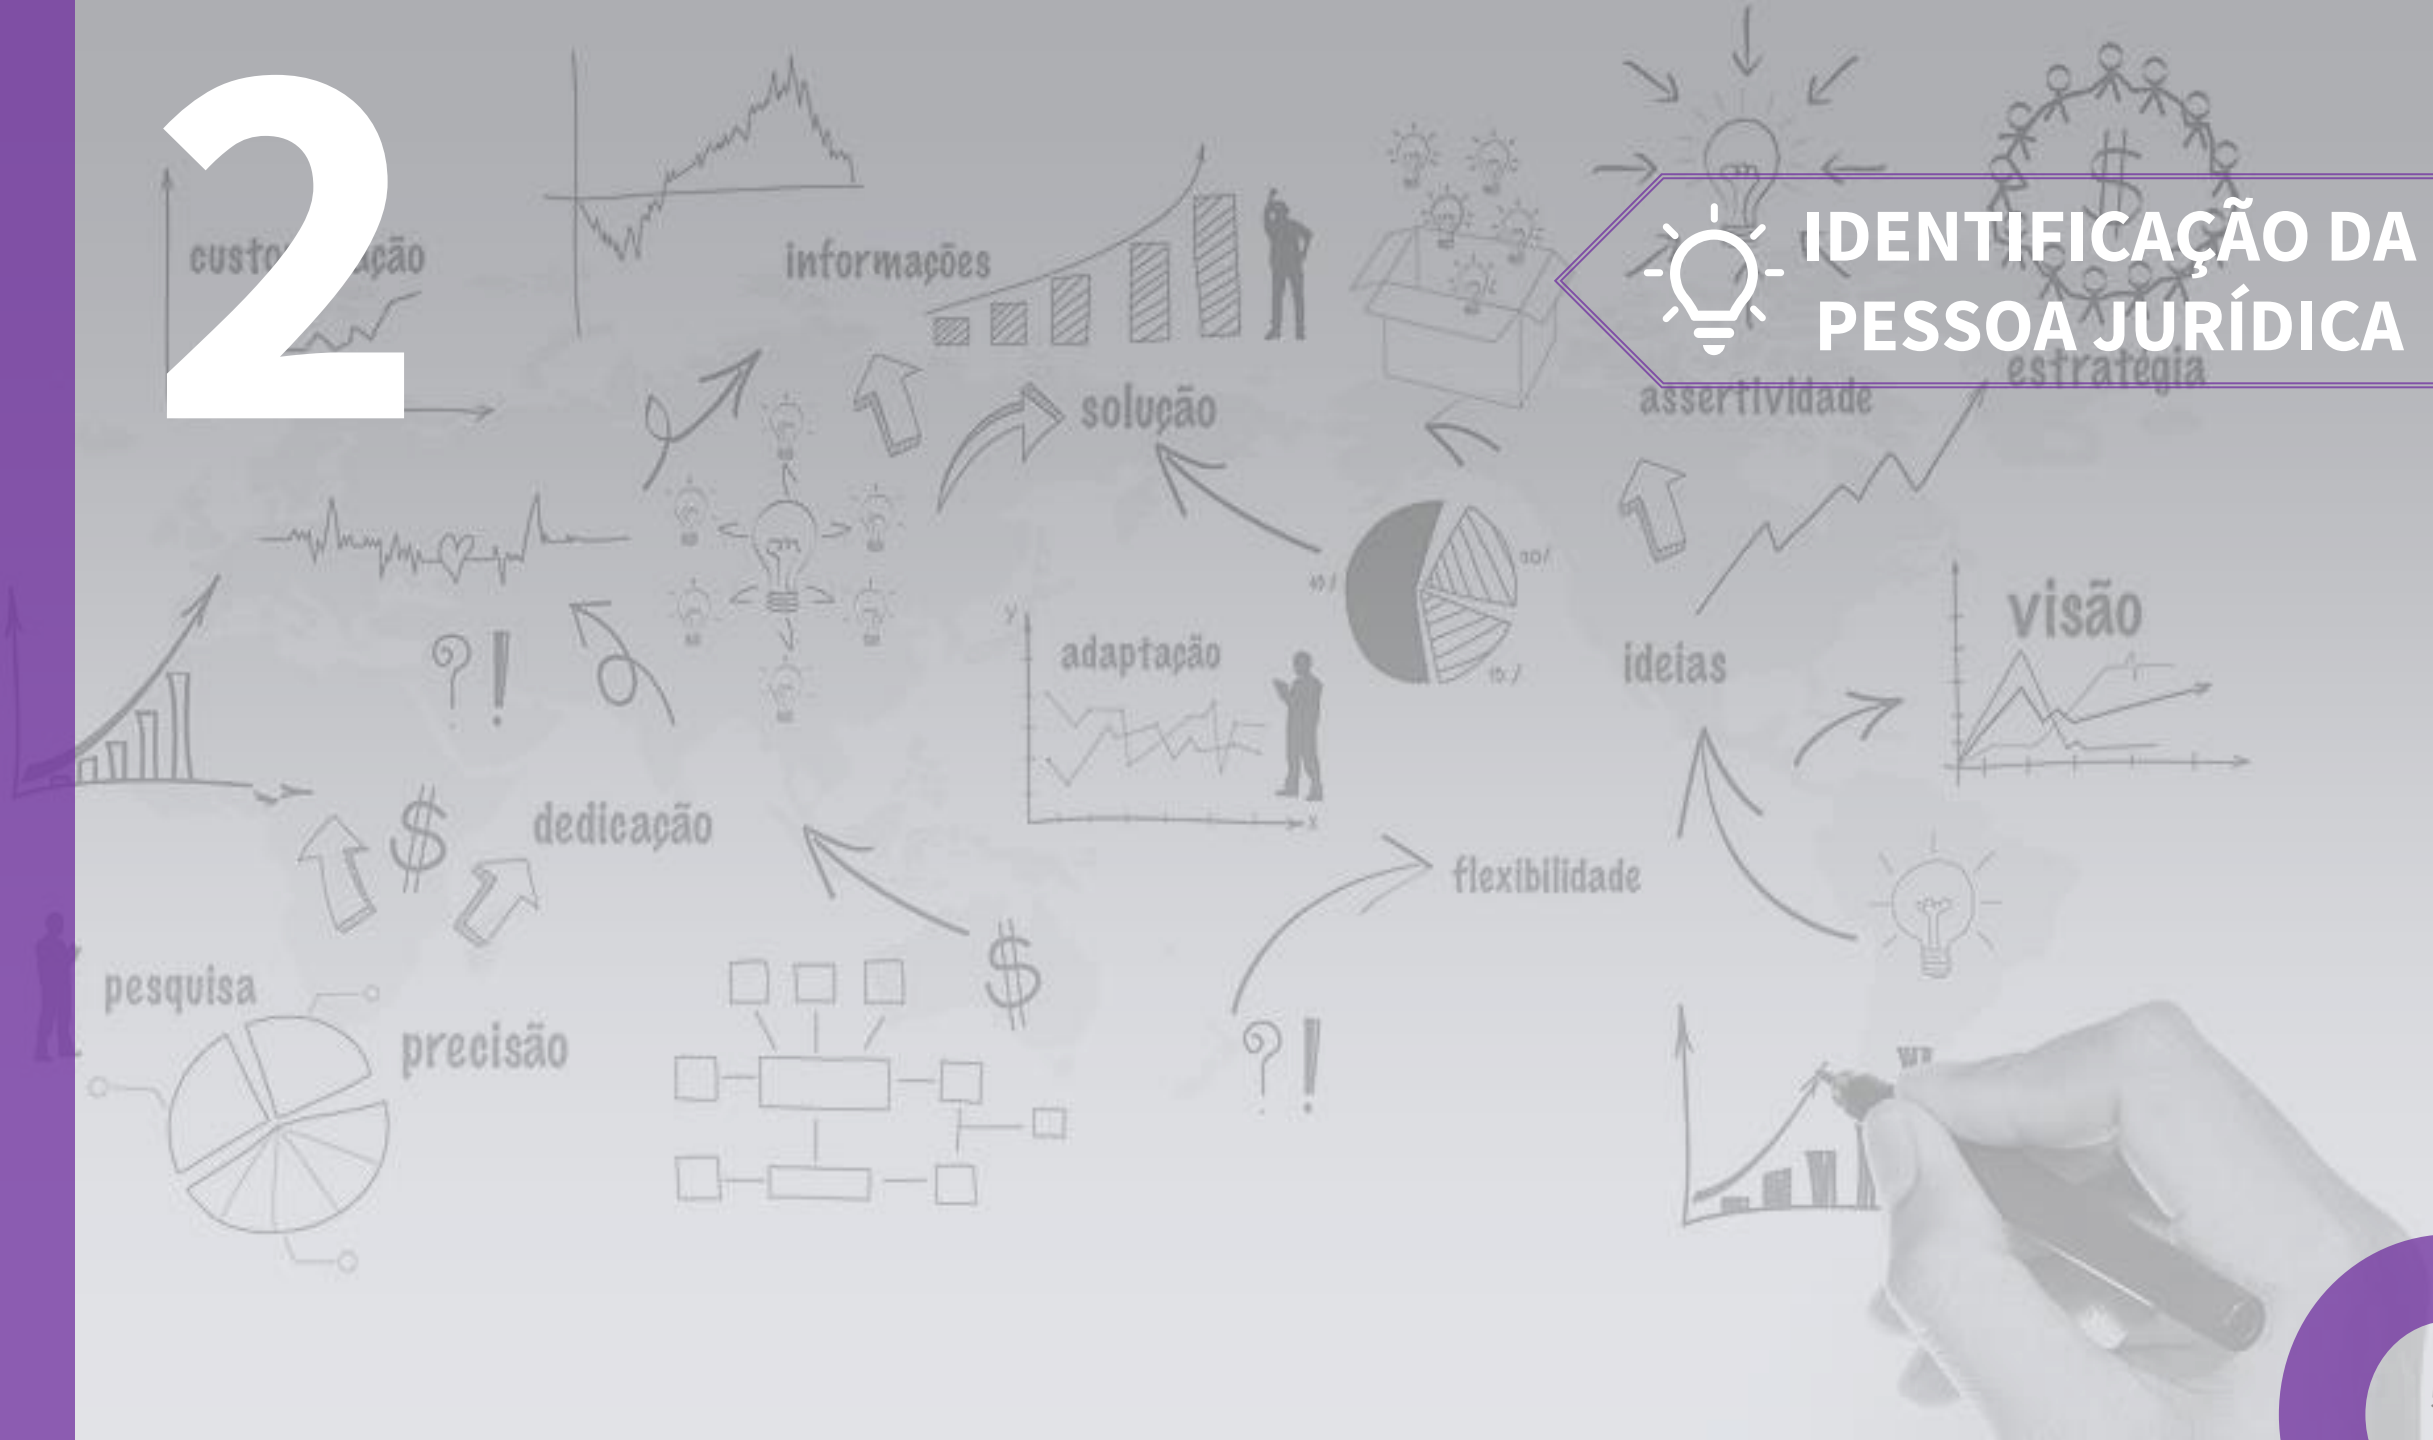 2
IDENTIFICAÇÃO DA
PESSOA JURÍDICA
informações
solução
assertividade
estratégia
adaptação
y
x
ideias
visão
dedicação
$
$
$
? !
? !
flexibilidade
pesquisa
precisão